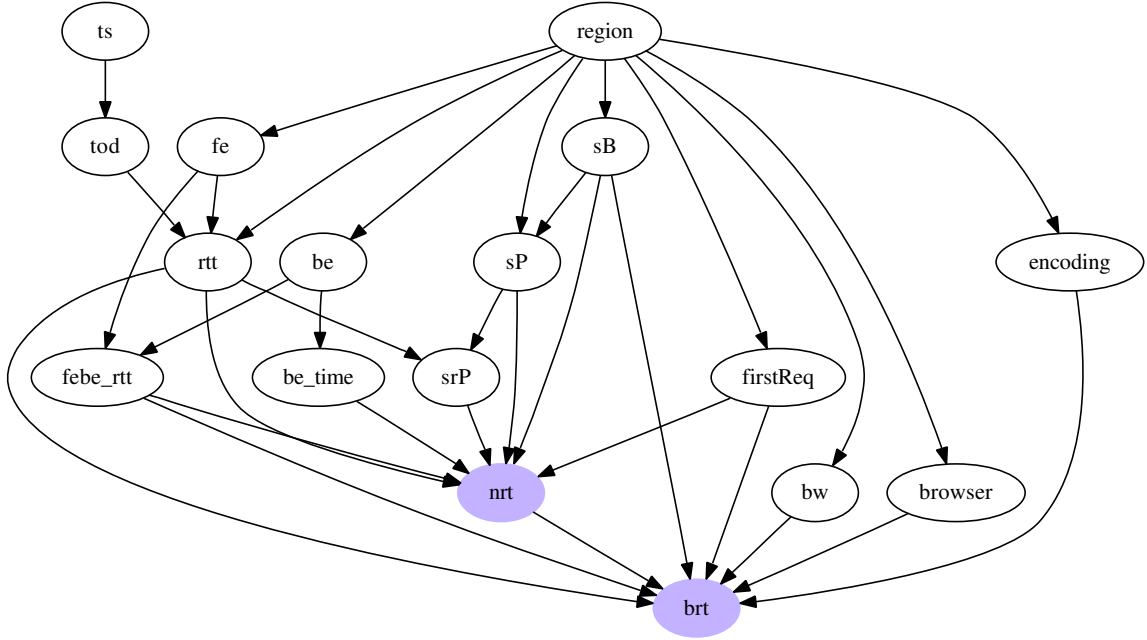 ts
region
tod
fe
sB
rtt
be
sP
encoding
febe_rtt
be_time
srP
firstReq
nrt
bw
browser
brt